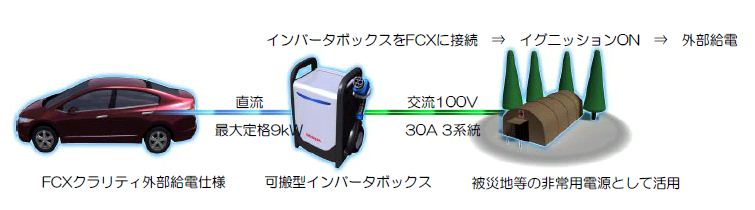 インバータボックスをFCXに接続 ⇒ イグニッションON ⇒ 外部給電
直流
最大定格9kW
交流100V
30A 3系統
FCXクラリティ外部給電仕様
可搬型インバータボックス
被災地等の非常用電源として活用